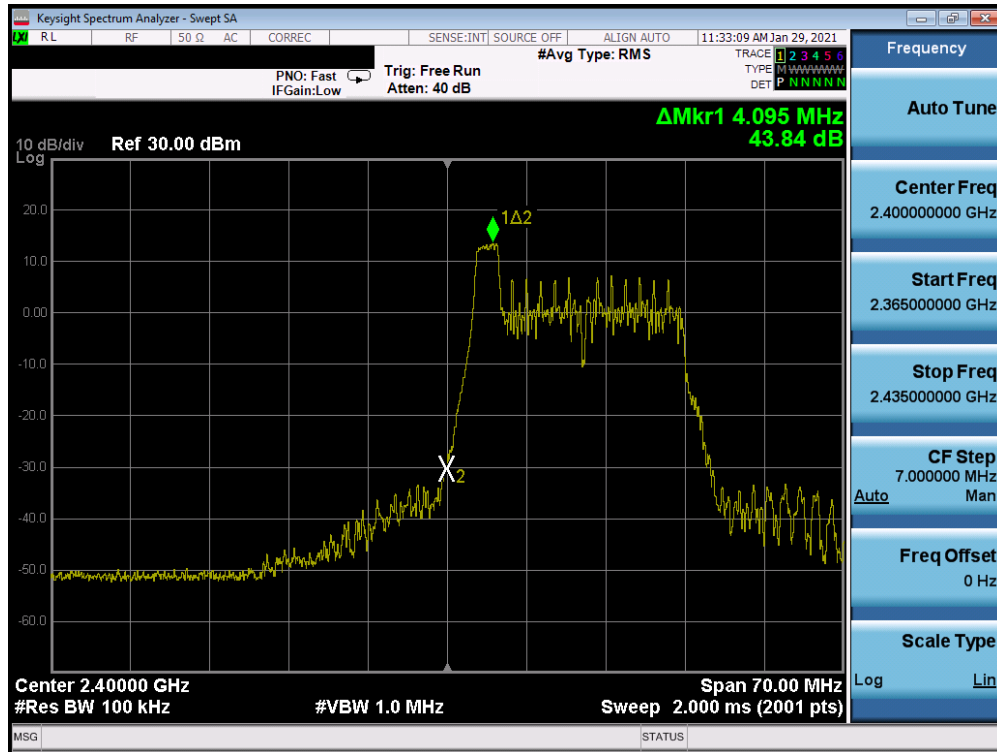 Keysight Spectrum Analyzer - Swept SA
LXI RL RF 50 Ω AC CORREC SENSE:INT SOURCE OFF ALIGN AUTO 11:33:09 AM Jan 29, 2021
#Avg Type: RMS
TRACE 1 2 3 4 5 6
PNO: Fast Trig: Free Run
TYPE M W W W W W
IFGain:Low Atten: 40 dB
DET P N N N N N
ΔMkr1 4.095 MHz
43.84 dB
10 dB/div Ref 30.00 dBm
Log
20.0
10.0
0.00
-10.0
-20.0
-30.0
-40.0
-50.0
-60.0
1Δ2
2
Center 2.40000 GHz Span 70.00 MHz
#Res BW 100 kHz #VBW 1.0 MHz Sweep 2.000 ms (2001 pts)
MSG STATUS
Frequency
Auto Tune
Center Freq
2.400000000 GHz
Start Freq
2.365000000 GHz
Stop Freq
2.435000000 GHz
CF Step
7.000000 MHz
Auto Man
Freq Offset
0 Hz
Scale Type
Log Lin